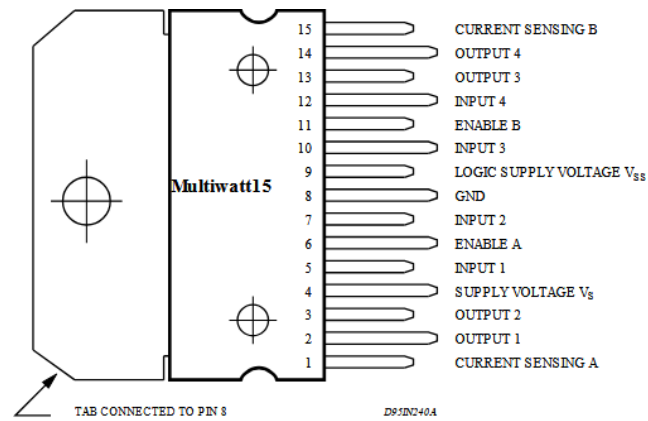 15 CURRENT SENSING B
14 OUTPUT 4
13 OUTPUT 3
12 INPUT 4
11 ENABLE B
10 INPUT 3
9 LOGIC SUPPLY VOLTAGE VSS
Multiwatt15
8 GND
7 INPUT 2
6 ENABLE A
5 INPUT 1
4 SUPPLY VOLTAGE VS
3 OUTPUT 2
2 OUTPUT 1
1 CURRENT SENSING A
TAB CONNECTED TO PIN 8
D95IN240A